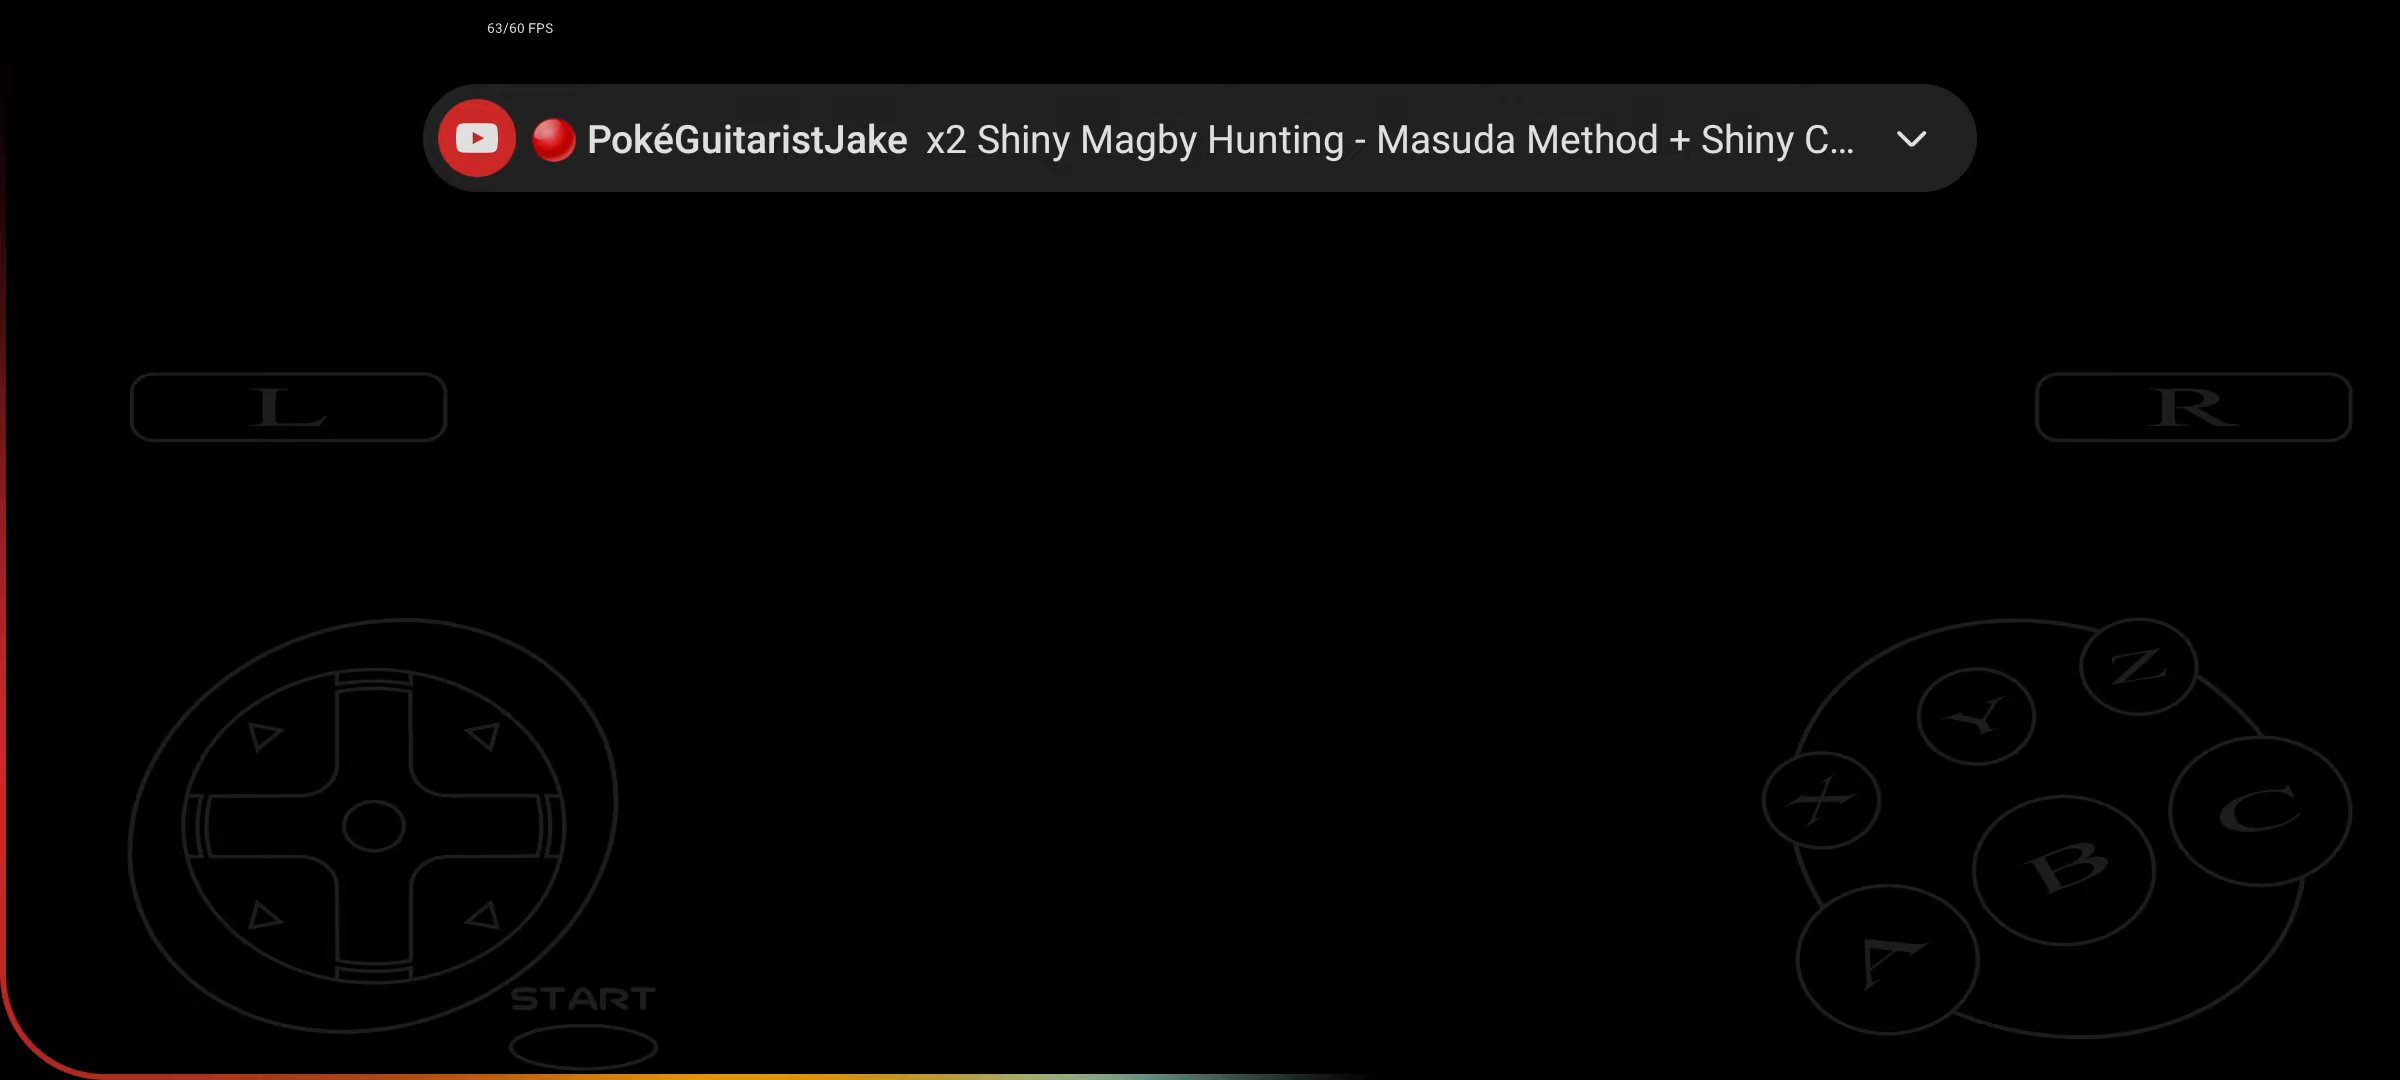 63/60 FPS
🔴 PokéGuitaristJake x2 Shiny Magby Hunting - Masuda Method + Shiny C...
L
R
Z
Y
X
C
B
A
START